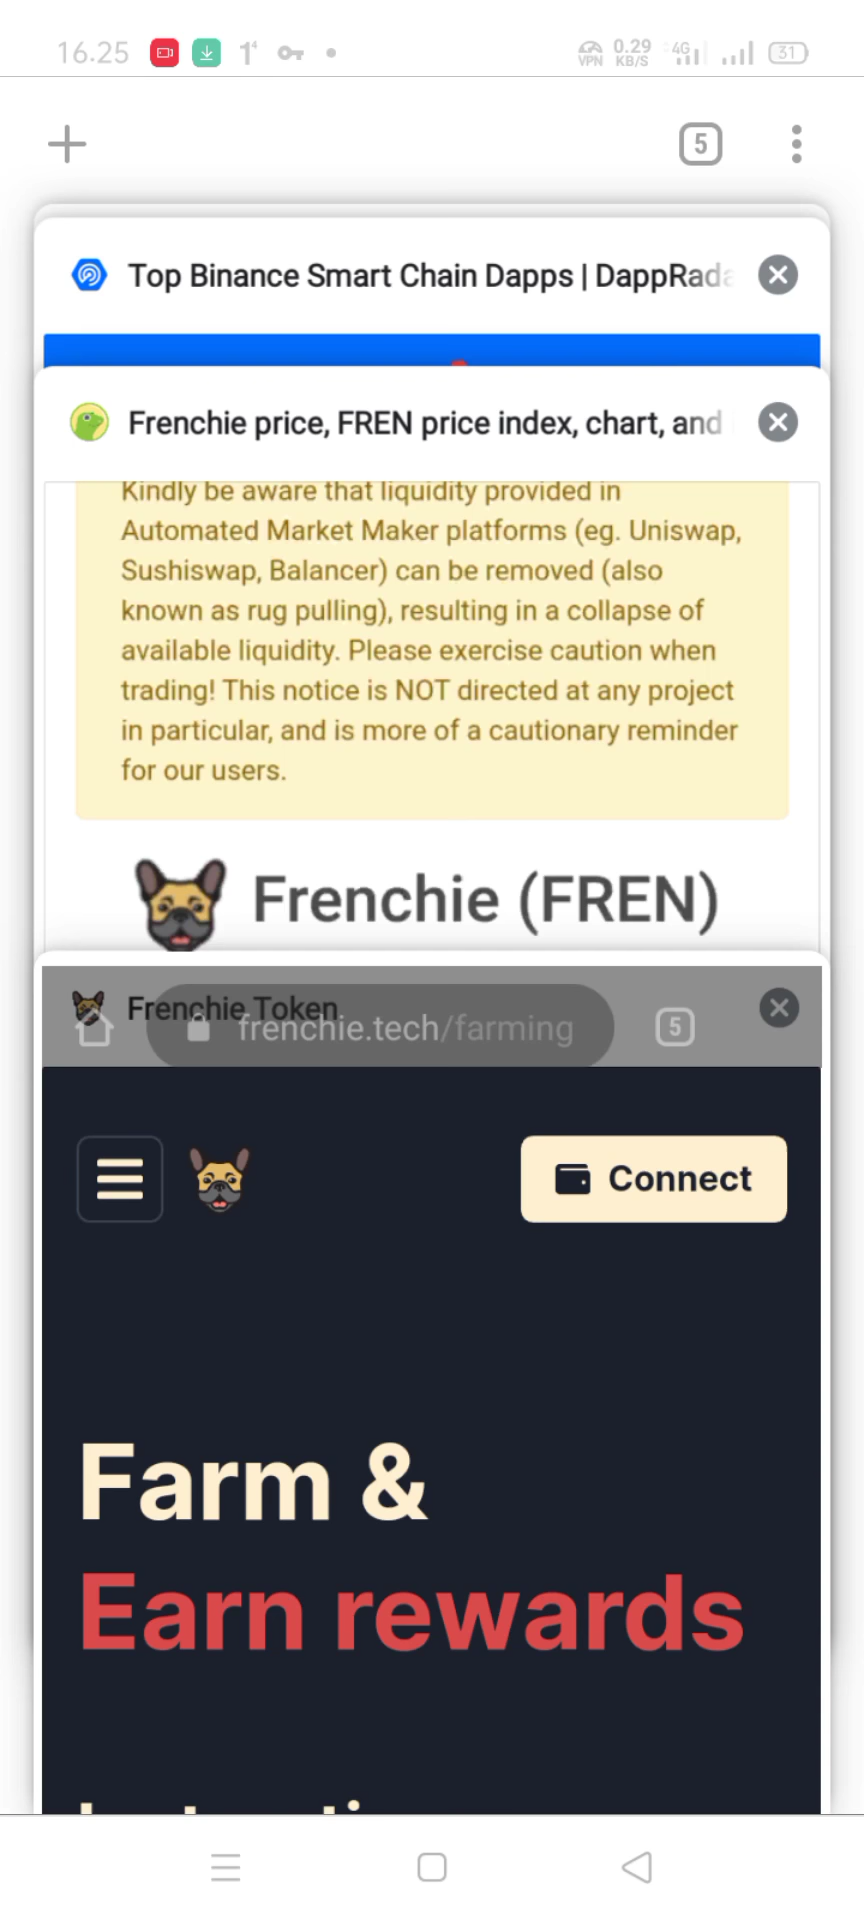 16.25
VPN
0.29
KB/S
4G
31
5
Top Binance Smart Chain Dapps | DappRada
Frenchie price, FREN price index, chart, and
Kindly be aware that liquidity provided in
Automated Market Maker platforms (eg. Uniswap,
Sushiswap, Balancer) can be removed (also
known as rug pulling), resulting in a collapse of
available liquidity. Please exercise caution when
trading! This notice is NOT directed at any project
in particular, and is more of a cautionary reminder
for our users.
Frenchie (FREN)
Frenchie Token
frenchie.tech/farming
5
Connect
Farm &
Earn rewards